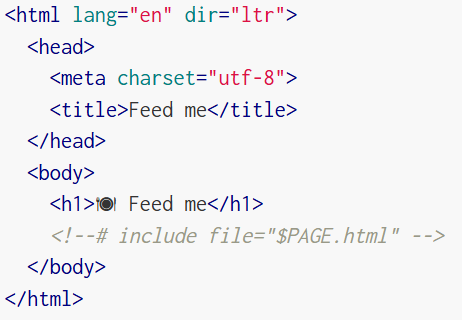 <html lang="en" dir="ltr">
<head>
<meta charset="utf-8">
<title>Feed me</title>
</head>
<body>
<h1>🍽 Feed me</h1>
<!--# include file="$PAGE.html" -->
</body>
</html>